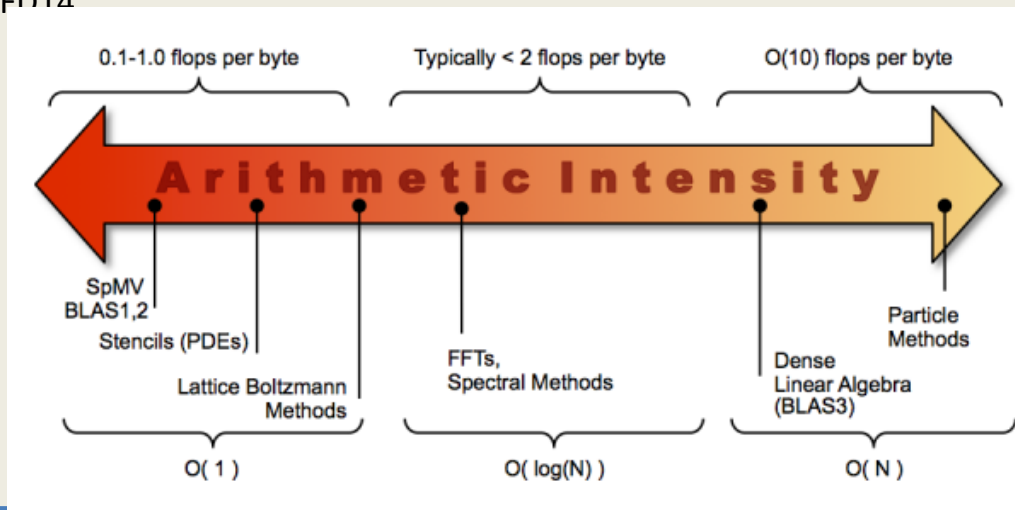 0.1-1.0 flops per byte
Typically < 2 flops per byte
O(10) flops per byte
Arithmetic Intensity
SpMV
BLAS1,2
Stencils (PDEs)
Lattice Boltzmann
Methods
FFTs,
Spectral Methods
Dense
Linear Algebra
(BLAS3)
Particle
Methods
O( 1 )
O( log(N) )
O( N )